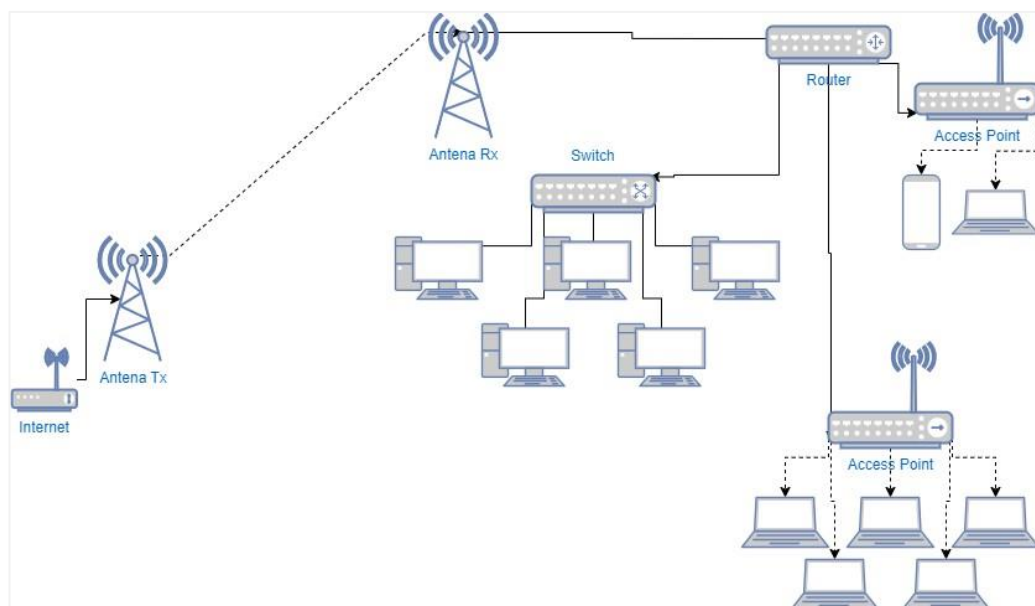 Router
Access Point
Antena Rx
Switch
Antena Tx
Internet
Access Point